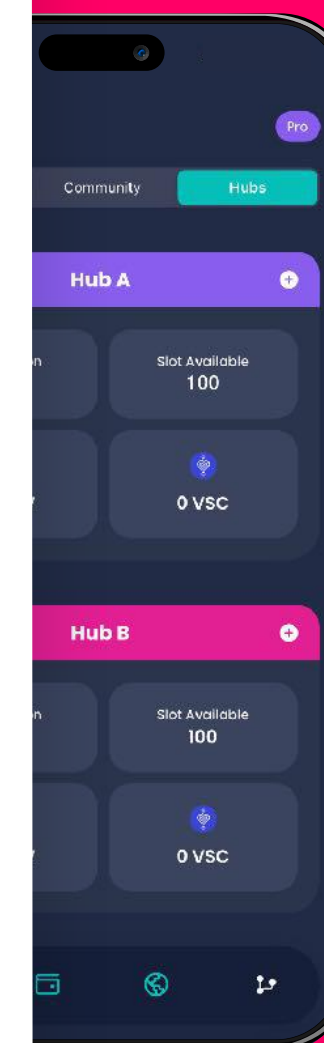 Pro
Community
Hubs
Hub A
Slot Available
100
0 VSC
Hub B
Slot Available
100
0 VSC